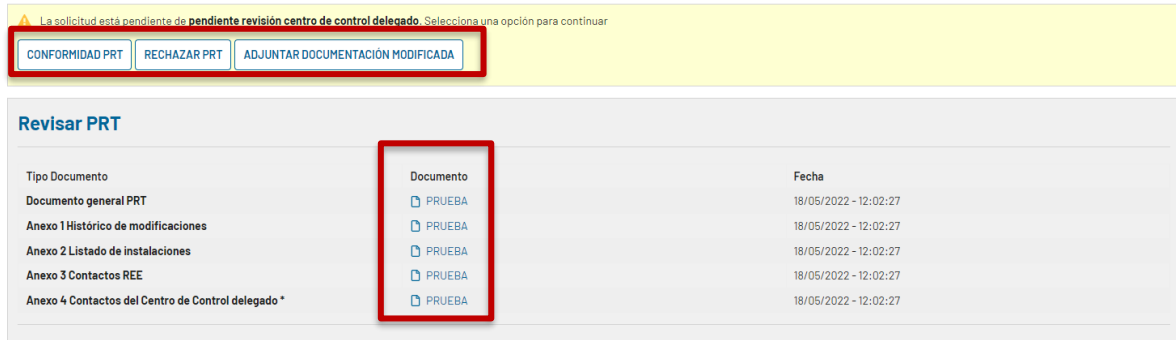 La solicitud está pendiente de pendiente revisión centro de control delegado. Selecciona una opción para continuar
CONFORMIDAD PRT RECHAZAR PRT ADJUNTAR DOCUMENTACIÓN MODIFICADA
Revisar PRT
Tipo Documento Documento Fecha
Documento general PRT PRUEBA 18/05/2022 - 12:02:27
Anexo 1 Histórico de modificaciones PRUEBA 18/05/2022 - 12:02:27
Anexo 2 Listado de instalaciones PRUEBA 18/05/2022 - 12:02:27
Anexo 3 Contactos REE PRUEBA 18/05/2022 - 12:02:27
Anexo 4 Contactos del Centro de Control delegado * PRUEBA 18/05/2022 - 12:02:27